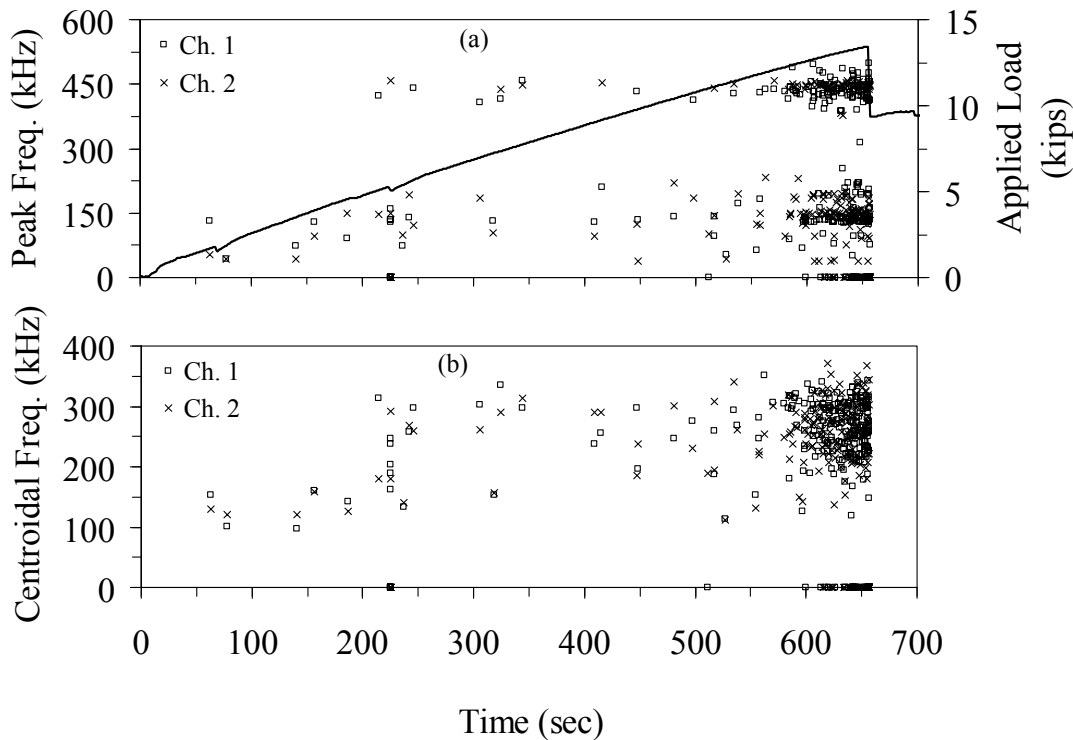 600
450
300
150
0
Peak Freq. (kHz)
(a)
Ch. 1
Ch. 2
15
10
5
0
Applied Load
(kips)
400
300
200
100
0
Centroidal Freq. (kHz)
(b)
Ch. 1
Ch. 2
0 100 200 300 400 500 600 700
Time (sec)